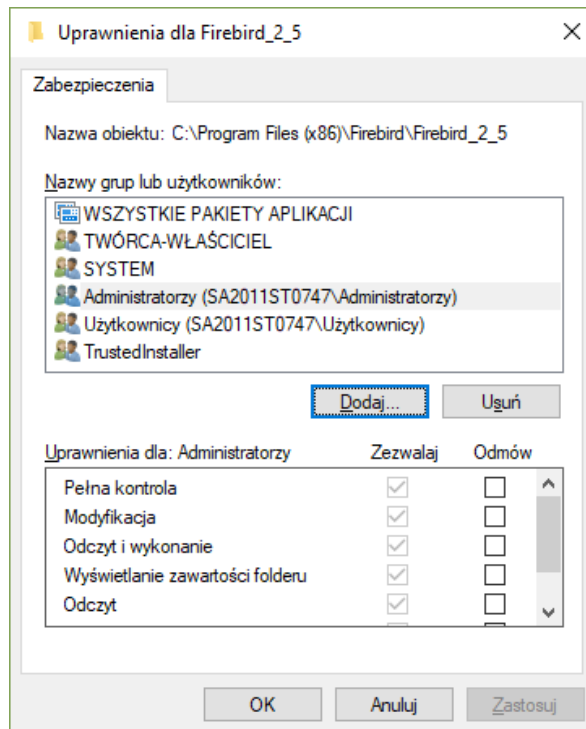 Uprawnienia dla Firebird_2_5
Zabezpieczenia
Nazwa obiektu: C:\Program Files (x86)\Firebird\Firebird_2_5
Nazwy grup lub użytkowników:
WSZYSTKIE PAKIETY APLIKACJI
TWÓRCA-WŁAŚCICIEL
SYSTEM
Administratorzy (SA2011ST0747\Administratorzy)
Użytkownicy (SA2011ST0747\Użytkownicy)
TrustedInstaller
Dodaj... Usuń
Uprawnienia dla: Administratorzy Zezwalaj Odmów
Pełna kontrola
Modyfikacja
Odczyt i wykonanie
Wyświetlanie zawartości folderu
Odczyt
OK Anuluj Zastosuj